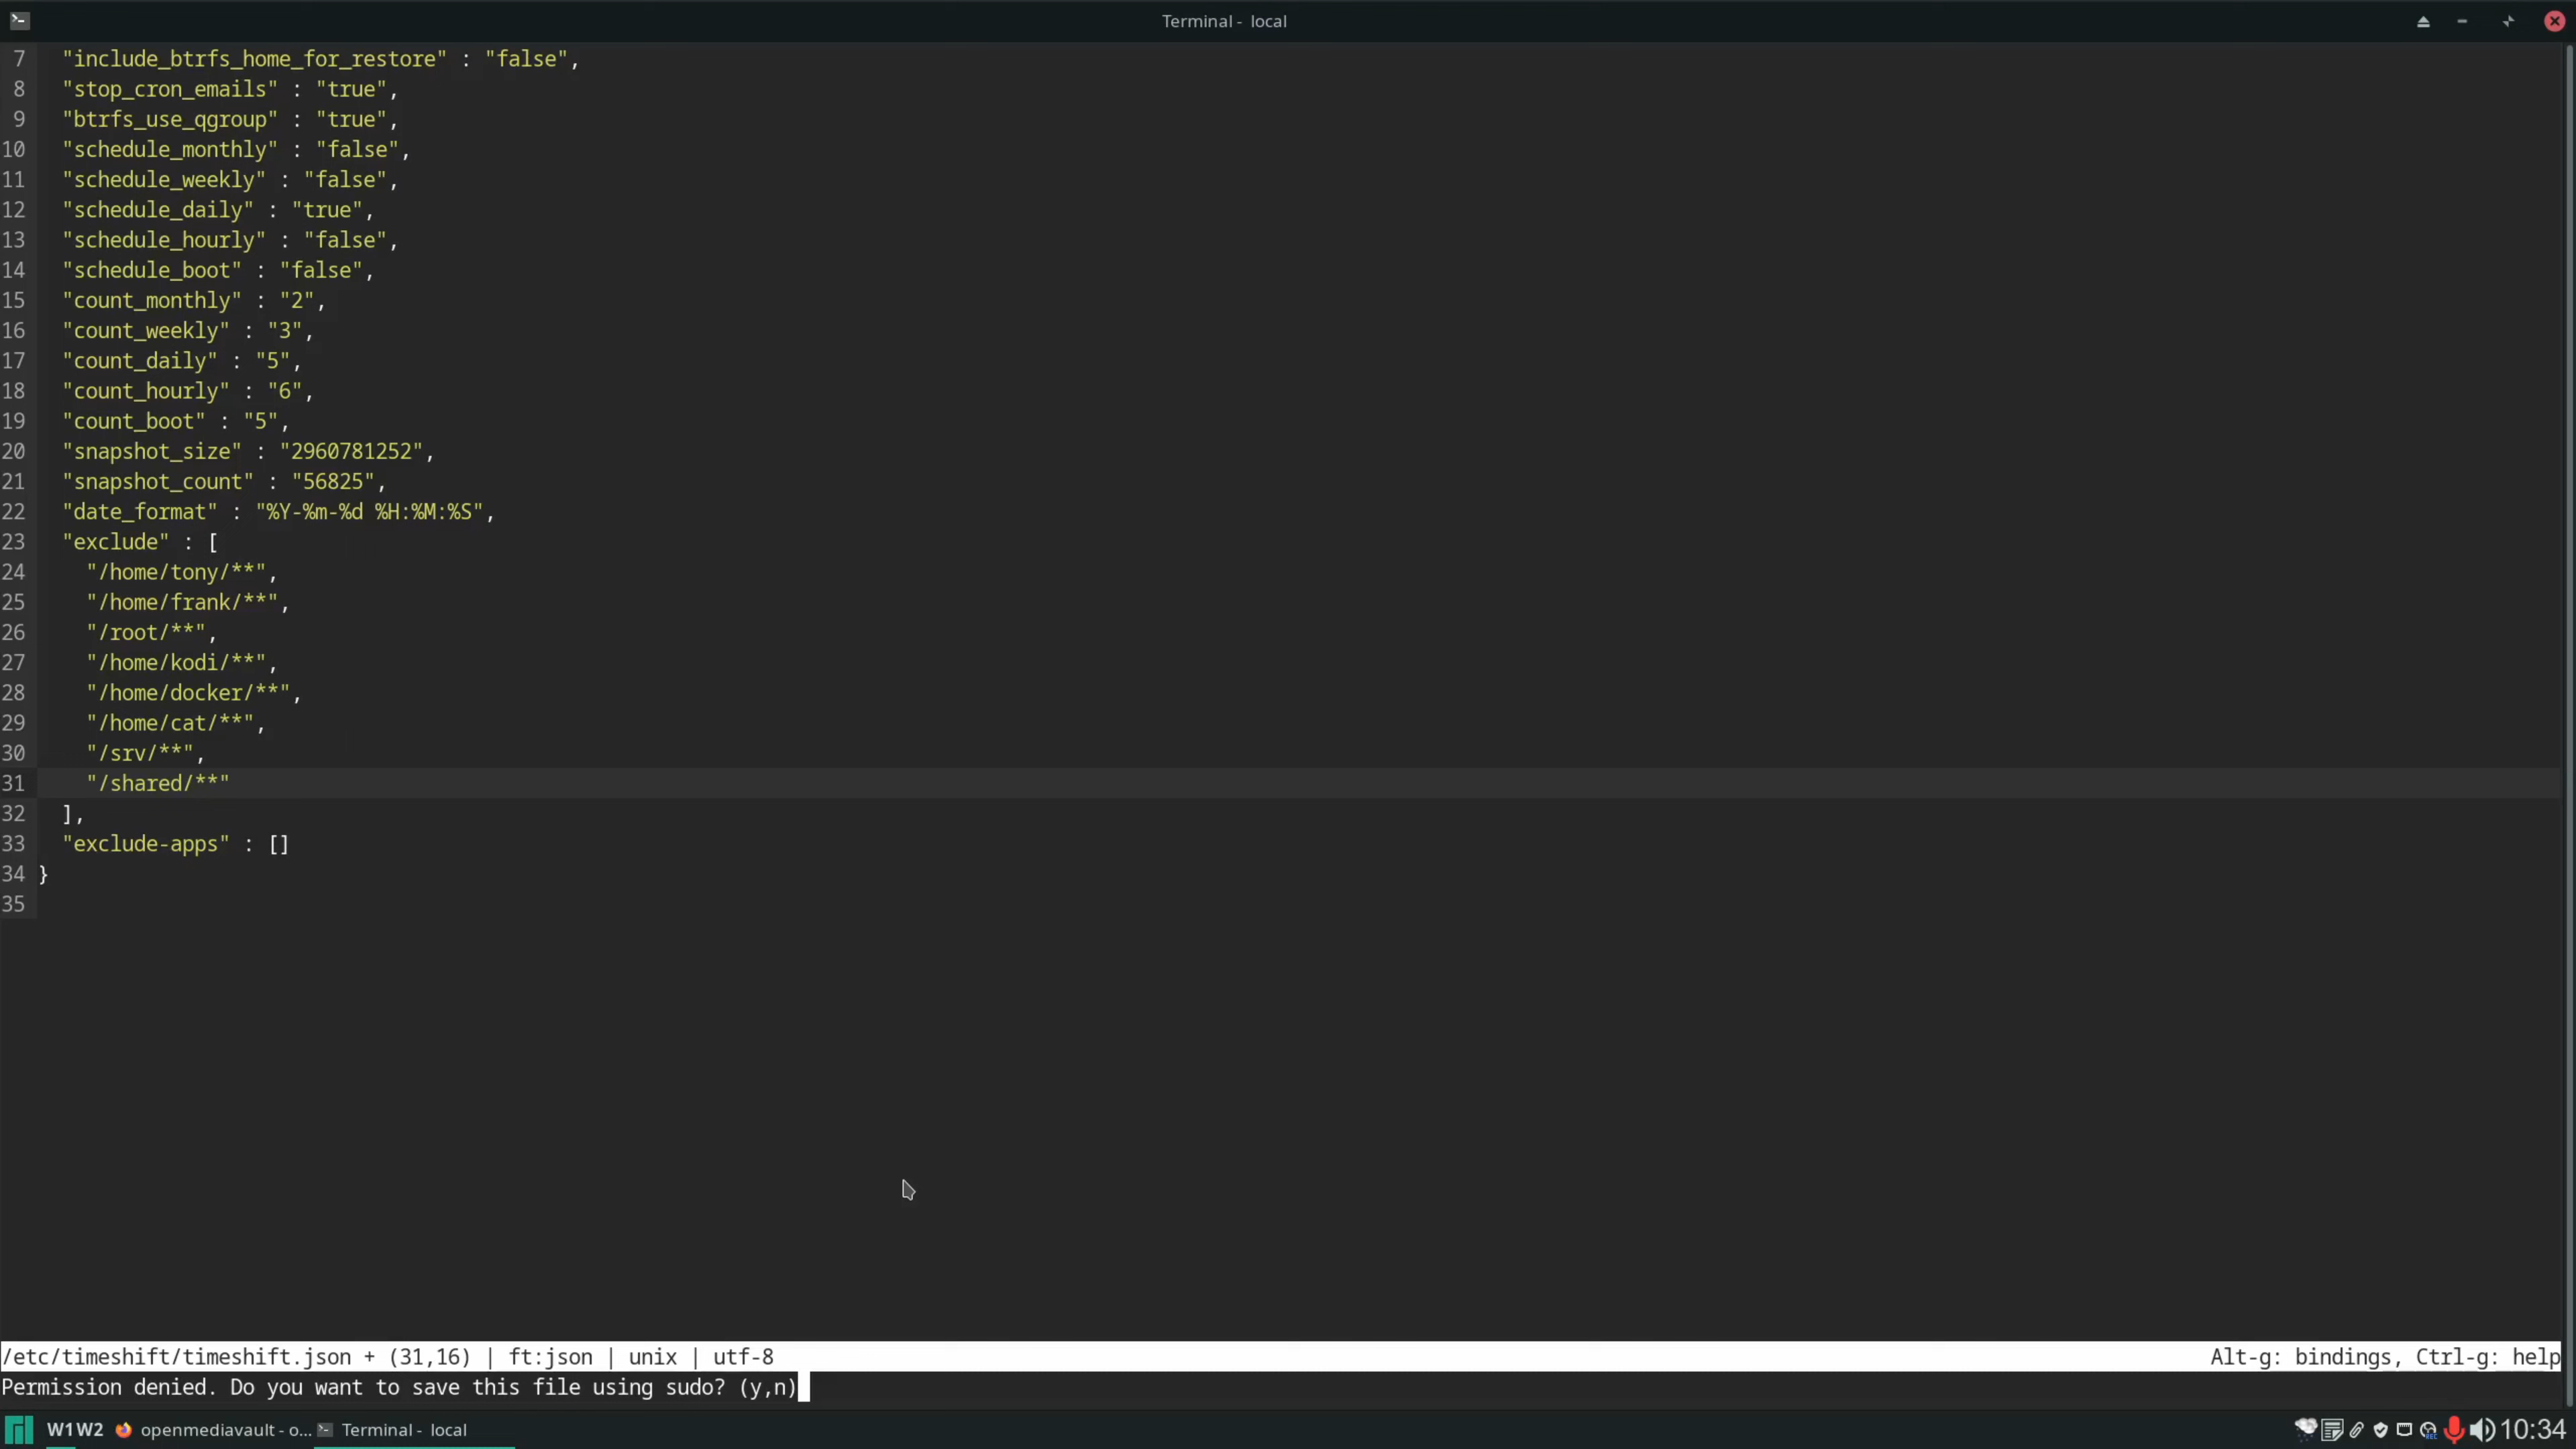 Terminal - local
7 "include_btrfs_home_for_restore" : "false",
8 "stop_cron_emails" : "true",
9 "btrfs_use_qgroup" : "true",
10 "schedule_monthly" : "false",
11 "schedule_weekly" : "false",
12 "schedule_daily" : "true",
13 "schedule_hourly" : "false",
14 "schedule_boot" : "false",
15 "count_monthly" : "2",
16 "count_weekly" : "3",
17 "count_daily" : "5",
18 "count_hourly" : "6",
19 "count_boot" : "5",
20 "snapshot_size" : "2960781252",
21 "snapshot_count" : "56825",
22 "date_format" : "%Y-%m-%d %H:%M:%S",
23 "exclude" : [
24 "/home/tony/**",
25 "/home/frank/**",
26 "/root/**",
27 "/home/kodi/**",
28 "/home/docker/**",
29 "/home/cat/**",
30 "/srv/**",
31 "/shared/**"
32 ],
33 "exclude-apps" : []
34 }
35
/etc/timeshift/timeshift.json + (31,16) | ft:json | unix | utf-8 Alt-g: bindings, Ctrl-g: help
Permission denied. Do you want to save this file using sudo? (y,n)
W1W2 openmediavault - o... Terminal - local 10:34